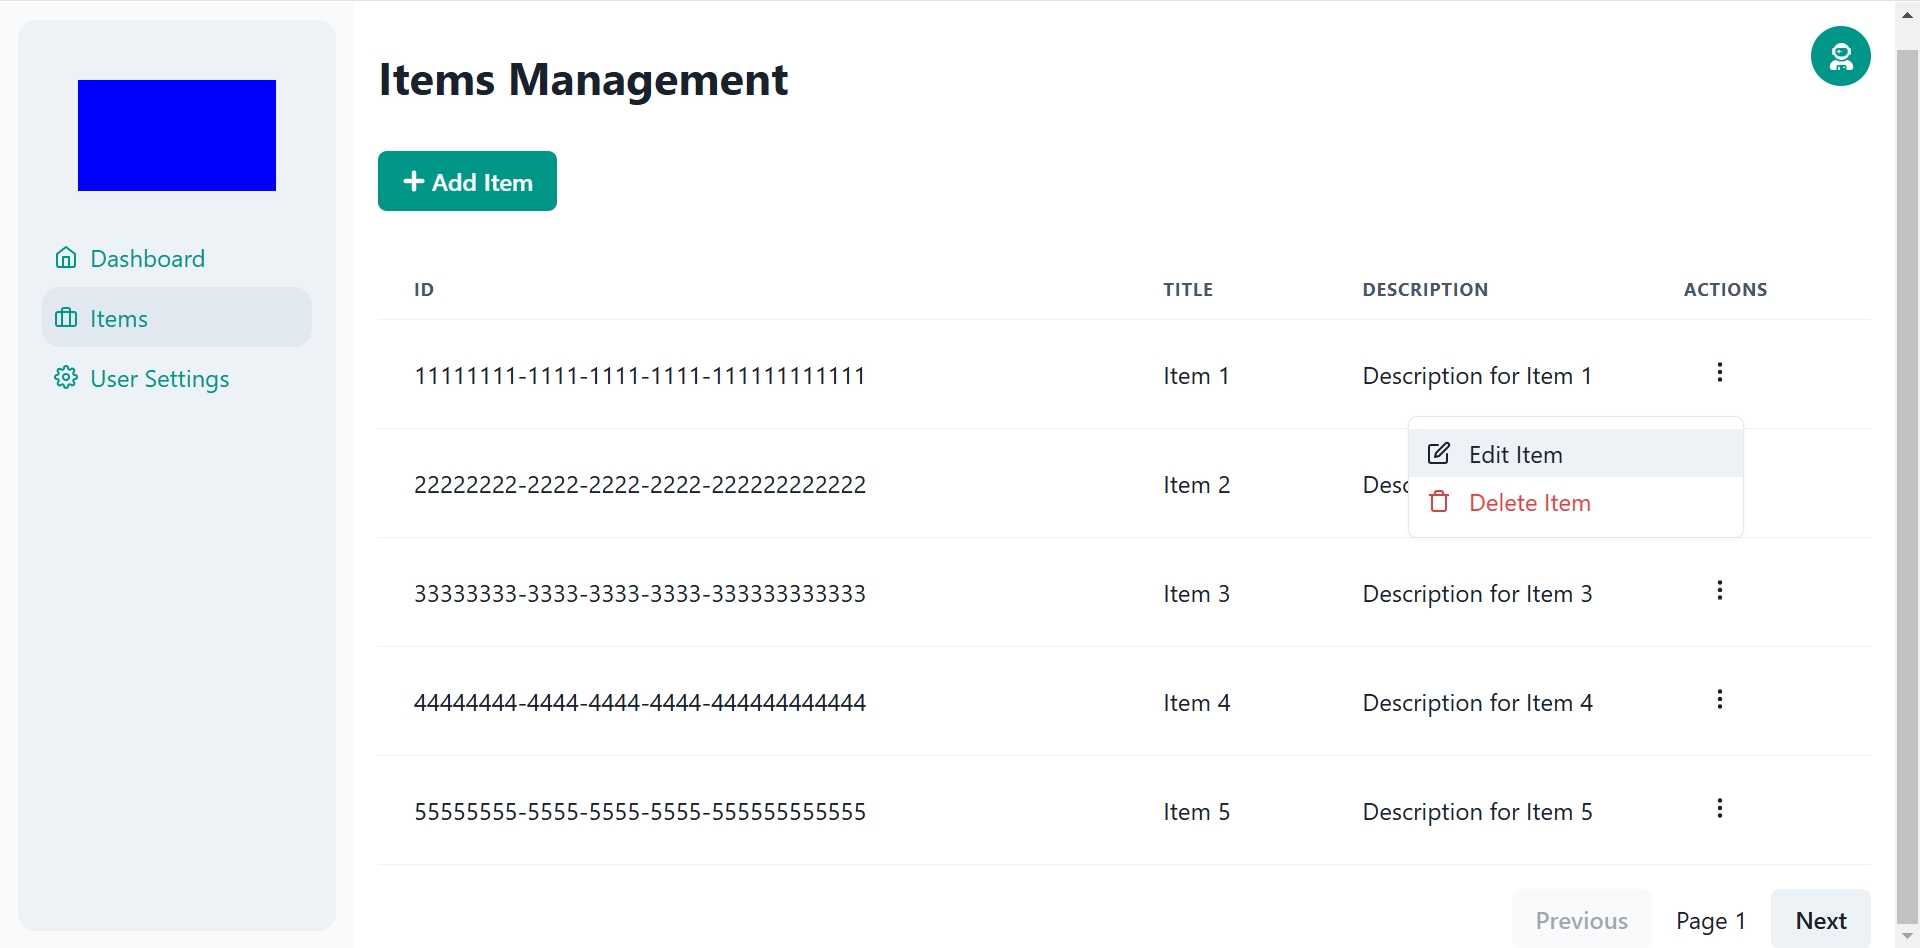 Items Management
+ Add Item
Dashboard
Items
User Settings
ID TITLE DESCRIPTION ACTIONS
11111111-1111-1111-1111-111111111111 Item 1 Description for Item 1
Edit Item
22222222-2222-2222-2222-222222222222 Item 2 Desc
Delete Item
33333333-3333-3333-3333-333333333333 Item 3 Description for Item 3
44444444-4444-4444-4444-444444444444 Item 4 Description for Item 4
55555555-5555-5555-5555-555555555555 Item 5 Description for Item 5
Previous Page 1 Next